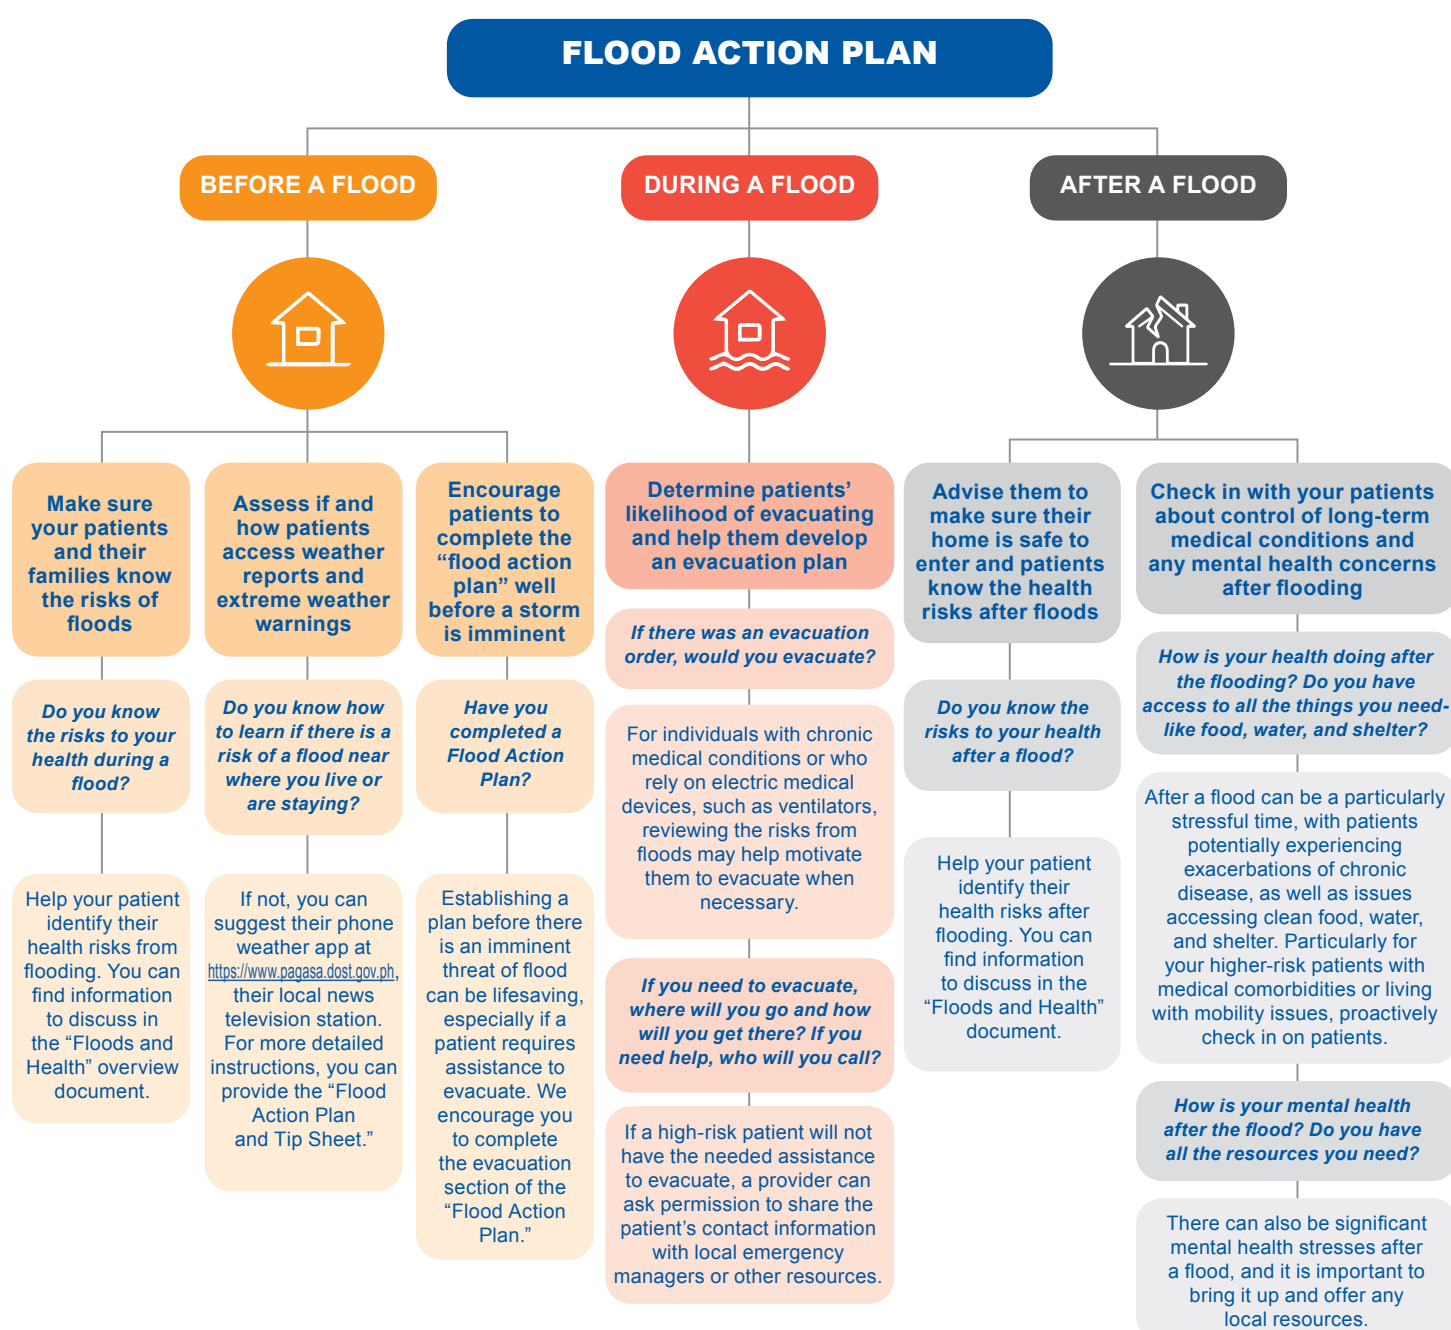 FLOOD ACTION PLAN
BEFORE A FLOOD
Make sure
your patients
and their
families know
the risks of
floods
Do you know
the risks to your
health during a
flood?
Help your patient
identify their
health risks from
flooding. You can
find information
to discuss in
the “Floods and
Health” overview
document.
Assess if and
how patients
access weather
reports and
extreme weather
warnings
Do you know how
to learn if there is a
risk of a flood near
where you live or
are staying?
If not, you can
suggest their phone
weather app at
https://www.pagasa.dost.gov.ph,
their local news
television station.
For more detailed
instructions, you can
provide the “Flood
Action Plan
and Tip Sheet.”
Encourage
patients to
complete the
“flood action
plan” well
before a storm
is imminent
Have you
completed a
Flood Action
Plan?
Establishing a
plan before there
is an imminent
threat of flood
can be lifesaving,
especially if a
patient requires
assistance to
evacuate. We
encourage you
to complete
the evacuation
section of the
“Flood Action
Plan.”
DURING A FLOOD
Determine patients’
likelihood of evacuating
and help them develop
an evacuation plan
If there was an evacuation
order, would you evacuate?
For individuals with chronic
medical conditions or who
rely on electric medical
devices, such as ventilators,
reviewing the risks from
floods may help motivate
them to evacuate when
necessary.
If you need to evacuate,
where will you go and how
will you get there? If you
need help, who will you call?
If a high-risk patient will not
have the needed assistance
to evacuate, a provider can
ask permission to share the
patient’s contact information
with local emergency
managers or other resources.
AFTER A FLOOD
Advise them to
make sure their
home is safe to
enter and patients
know the health
risks after floods
Do you know the
risks to your health
after a flood?
Help your patient
identify their
health risks after
flooding. You can
find information
to discuss in the
“Floods and Health”
document.
Check in with your patients
about control of long-term
medical conditions and
any mental health concerns
after flooding
How is your health doing after
the flooding? Do you have
access to all the things you need-
like food, water, and shelter?
After a flood can be a particularly
stressful time, with patients
potentially experiencing
exacerbations of chronic
disease, as well as issues
accessing clean food, water,
and shelter. Particularly for
your higher-risk patients with
medical comorbidities or living
with mobility issues, proactively
check in on patients.
How is your mental health
after the flood? Do you have
all the resources you need?
There can also be significant
mental health stresses after
a flood, and it is important to
bring it up and offer any
local resources.